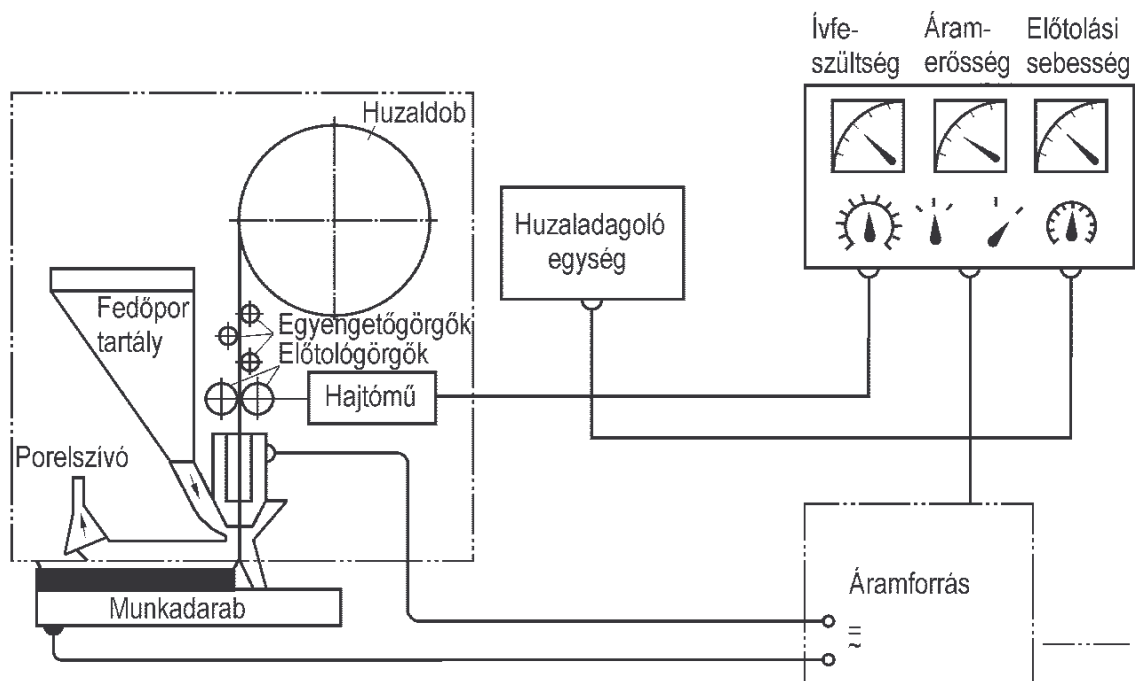 Ívfe-
szültség
Áram-
erősség
Előtolási
sebesség
Huzaldob
Huzaladagoló
egység
Fedőpor
tartály
Egyengetőgörgők
Előtológörgők
Hajtómű
Porelszívó
Munkadarab
Áramforrás
=
~